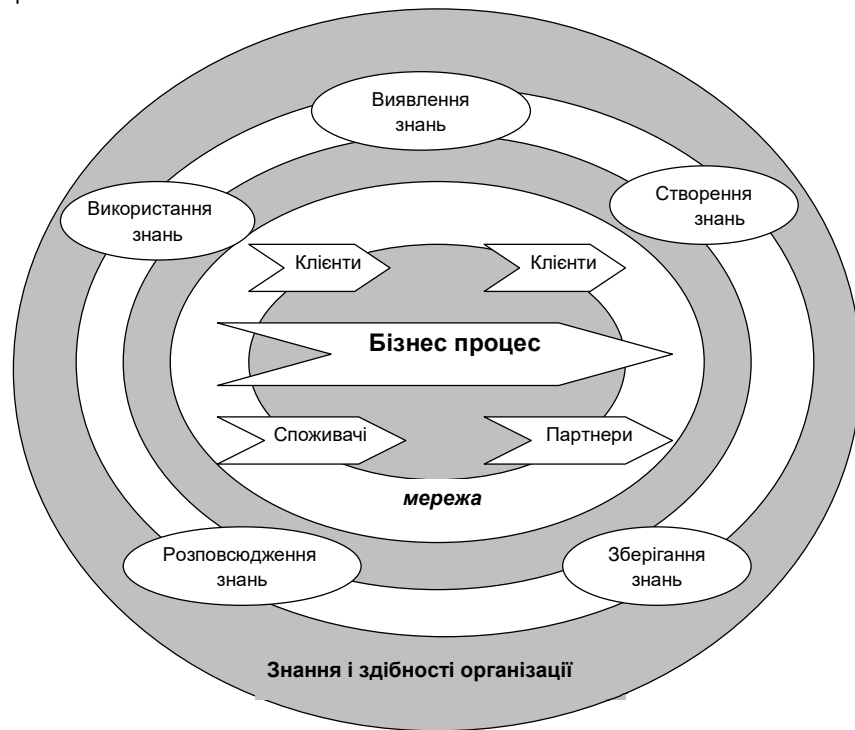 Виявлення
знань
Використання
знань
Створення
знань
Клієнти
Клієнти
Бізнес процес
Споживачі
Партнери
мережа
Розповсюдження
знань
Зберігання
знань
Знання і здібності організації